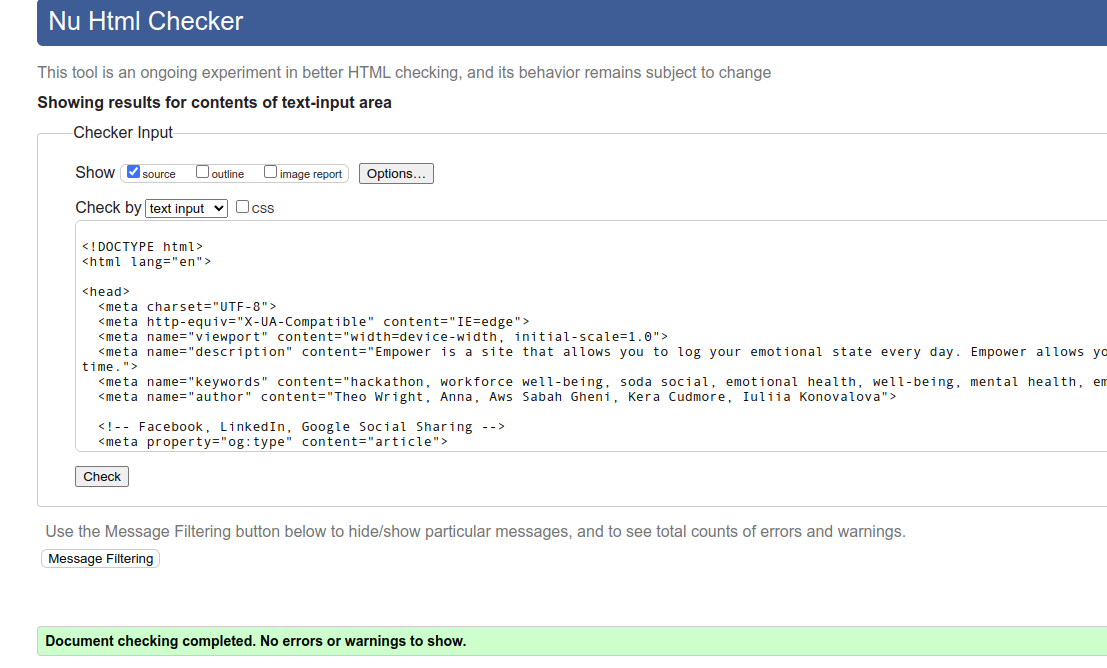 Nu Html Checker
This tool is an ongoing experiment in better HTML checking, and its behavior remains subject to change
Showing results for contents of text-input area
Checker Input
Show source outline image report Options...
Check by text input CSS
<!DOCTYPE html>
<html lang="en">
<head>
<meta charset="UTF-8">
<meta http-equiv="X-UA-Compatible" content="IE=edge">
<meta name="viewport" content="width=device-width, initial-scale=1.0">
<meta name="description" content="Empower is a site that allows you to log your emotional state every day. Empower allows yo
time.">
<meta name="keywords" content="hackathon, workforce well-being, soda social, emotional health, well-being, mental health, em
<meta name="author" content="Theo Wright, Anna, Aws Sabah Gheni, Kera Cudmore, Iuliia Konovalova">
<!-- Facebook, LinkedIn, Google Social Sharing -->
<meta property="og:type" content="article">
Check
Use the Message Filtering button below to hide/show particular messages, and to see total counts of errors and warnings.
Message Filtering
Document checking completed. No errors or warnings to show.